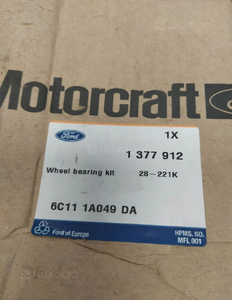 Motorcraft
Ford
1X
1 377 912
Wheel bearing kit 28-221K
6C11 1A049 DA
Ford of Europe
HPMS. NO.
MFL 001